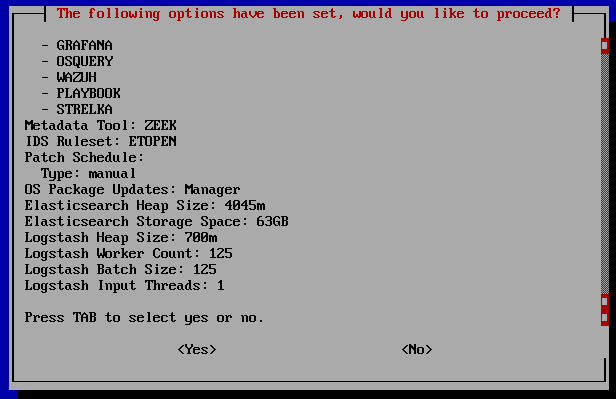 The following options have been set, would you like to proceed?
- GRAFANA
- OSQUERY
- WAZUH
- PLAYBOOK
- STRELKA
Metadata Tool: ZEEK
IDS Ruleset: ETOPEN
Patch Schedule:
Type: manual
OS Package Updates: Manager
Elasticsearch Heap Size: 4045m
Elasticsearch Storage Space: 63GB
Logstash Heap Size: 700m
Logstash Worker Count: 125
Logstash Batch Size: 125
Logstash Input Threads: 1
Press TAB to select yes or no.
<Yes> <No>